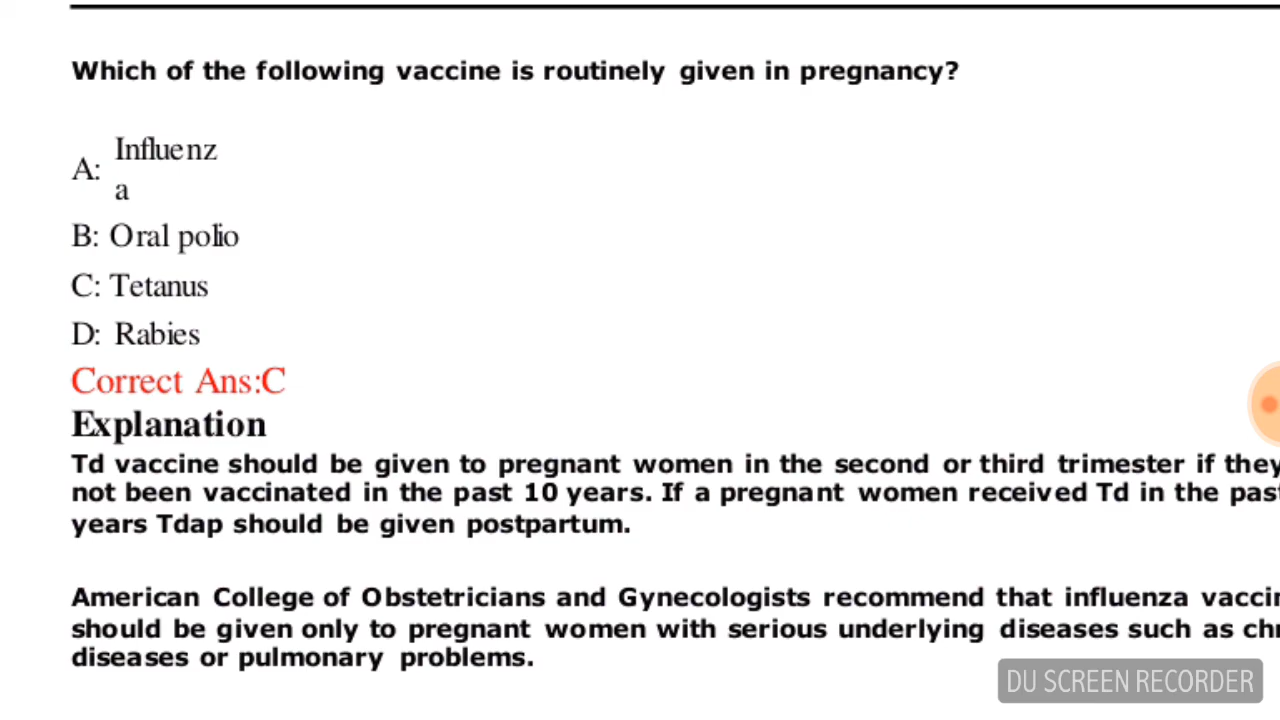 Which of the following vaccine is routinely given in pregnancy?
A: Influenz
a
B: Oral polio
C: Tetanus
D: Rabies
Correct Ans:C
Explanation
Td vaccine should be given to pregnant women in the second or third trimester if they
not been vaccinated in the past 10 years. If a pregnant women received Td in the past
years Tdap should be given postpartum.
American College of Obstetricians and Gynecologists recommend that influenza
should be given only to pregnant women with serious underlying diseases such as
diseases or pulmonary problems.
DU SCREEN RECORDER